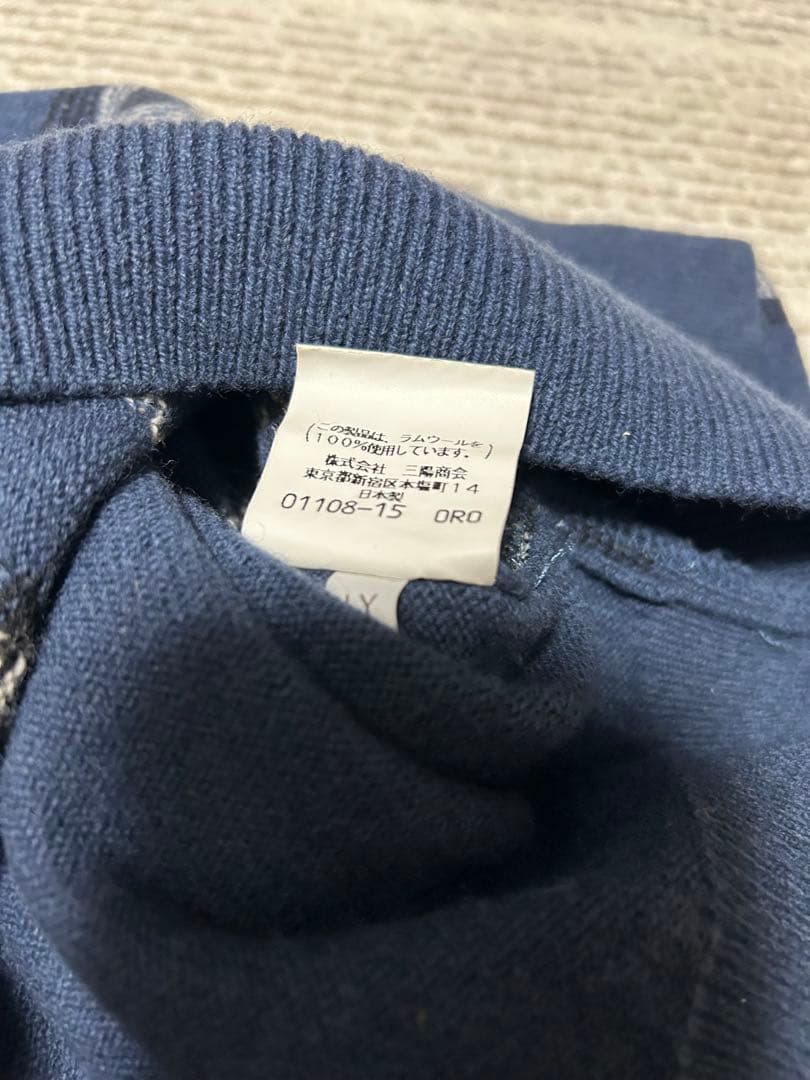 (この製品は、ラムウールを
100%使用しています。)
株式会社 三陽商会
東京都新宿区本塩町14
日本製
01108-15 ORO
LY